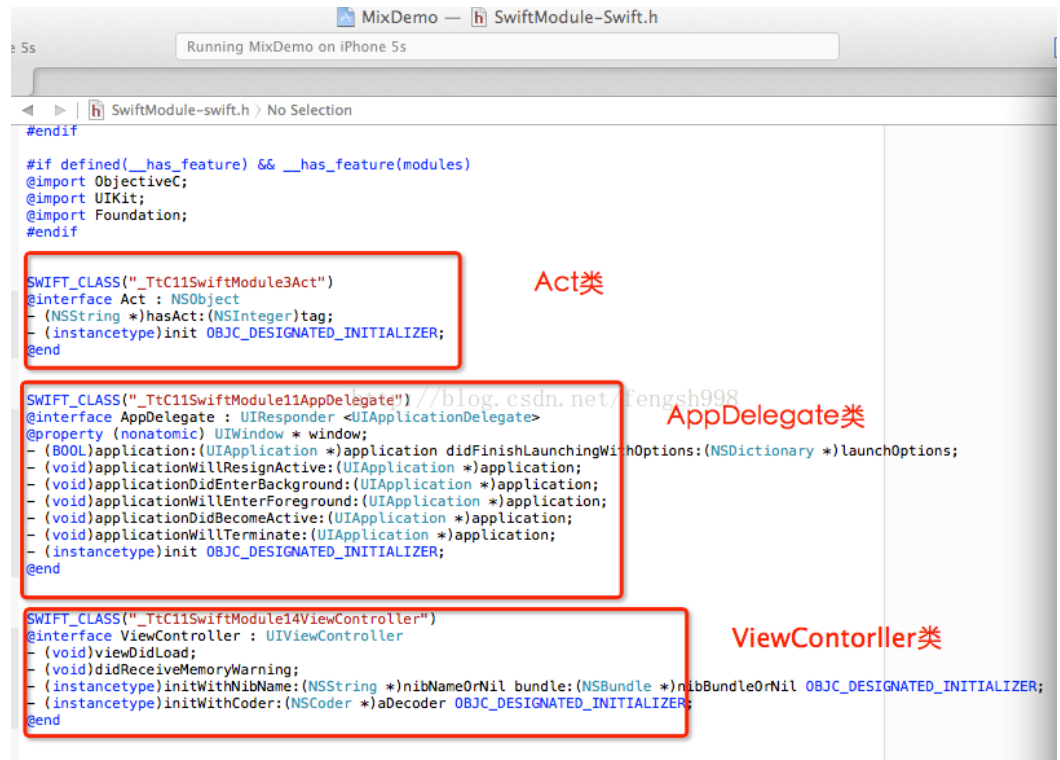 MixDemo — h SwiftModule-Swift.h
5s
Running MixDemo on iPhone 5s
h SwiftModule-swift.h 〉 No Selection
#endif
#if defined(__has_feature) && __has_feature(modules)
@import ObjectiveC;
@import UIKit;
@import Foundation;
#endif
SWIFT_CLASS("_TtC11SwiftModule3Act")
Act类
@interface Act : NSObject
- (NSString *)hasAct:(NSInteger)tag;
- (instancetype)init OBJC_DESIGNATED_INITIALIZER;
@end
http://blog.csdn.net/fengsh998
SWIFT_CLASS("_TtC11SwiftModule11AppDelegate")
AppDelegate类
@interface AppDelegate : UIResponder <UIApplicationDelegate>
@property (nonatomic) UIWindow * window;
- (BOOL)application:(UIApplication *)application didFinishLaunchingWithOptions:(NSDictionary *)launchOptions;
- (void)applicationWillResignActive:(UIApplication *)application;
- (void)applicationDidEnterBackground:(UIApplication *)application;
- (void)applicationWillEnterForeground:(UIApplication *)application;
- (void)applicationDidBecomeActive:(UIApplication *)application;
- (void)applicationWillTerminate:(UIApplication *)application;
- (instancetype)init OBJC_DESIGNATED_INITIALIZER;
@end
SWIFT_CLASS("_TtC11SwiftModule14ViewController")
ViewContorller类
@interface ViewController : UIViewController
- (void)viewDidLoad;
- (void)didReceiveMemoryWarning;
- (instancetype)initWithNibName:(NSString *)nibNameOrNil bundle:(NSBundle *)nibBundleOrNil OBJC_DESIGNATED_INITIALIZER;
- (instancetype)initWithCoder:(NSCoder *)aDecoder OBJC_DESIGNATED_INITIALIZER;
@end